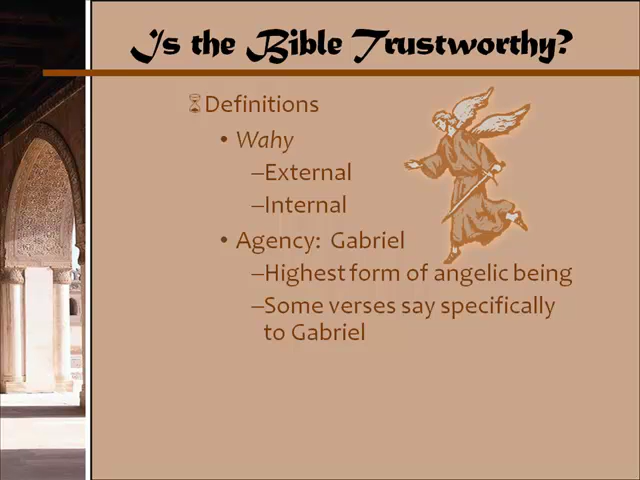 Is the Bible Trustworthy?
Definitions
• Wahy
–External
–Internal
• Agency: Gabriel
–Highest form of angelic being
–Some verses say specifically
to Gabriel